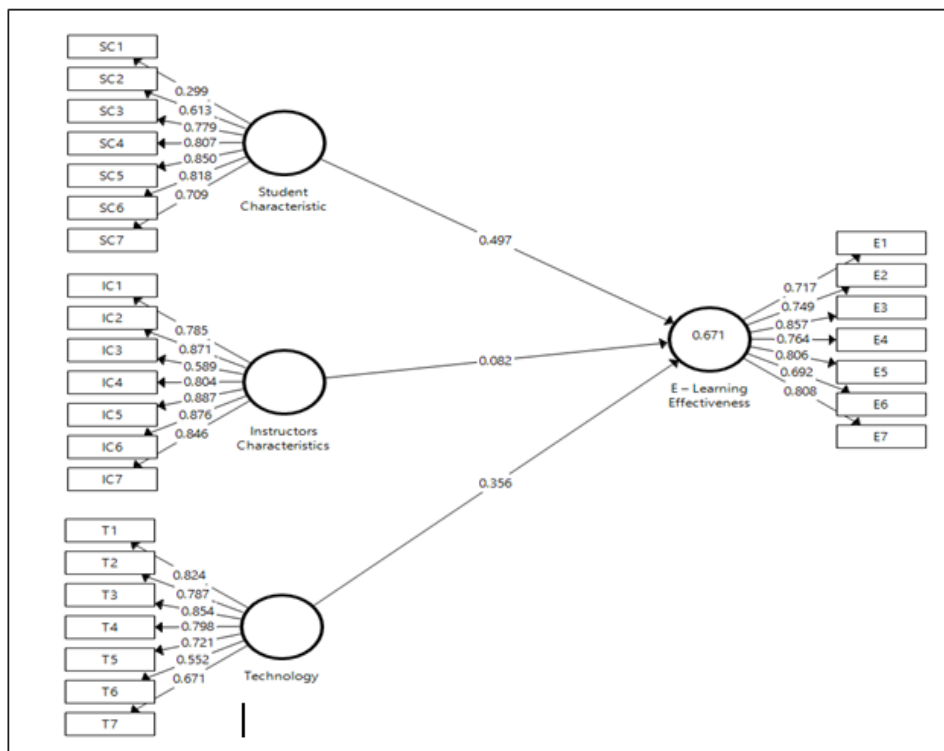 SC1
SC2
SC3
SC4
SC5
SC6
SC7
0.299
0.613
0.779
0.807
0.850
0.818
0.709
Student
Characteristic
0.497
IC1
IC2
IC3
IC4
IC5
IC6
IC7
0.785
0.871
0.589
0.804
0.887
0.876
0.846
Instructors
Characteristics
0.082
T1
T2
T3
T4
T5
T6
T7
0.824
0.787
0.854
0.798
0.721
0.552
0.671
Technology
0.356
0.671
E – Learning
Effectiveness
0.717
0.749
0.857
0.764
0.806
0.692
0.808
E1
E2
E3
E4
E5
E6
E7